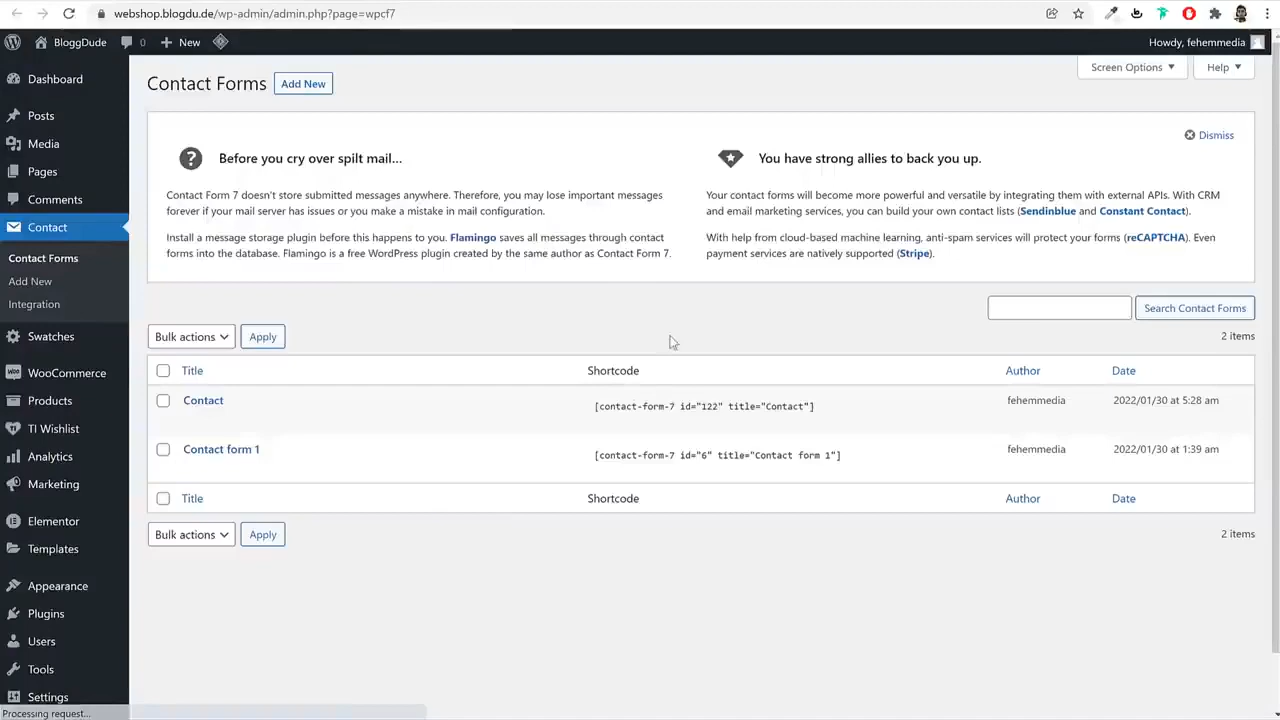 webshop.blogdu.de/wp-admin/admin.php?page=wpcf7
BloggDude
0
New
Howdy, fehemmedia
Dashboard
Posts
Media
Pages
Comments
Contact
Contact Forms
Add New
Integration
Swatches
WooCommerce
Products
TI Wishlist
Analytics
Marketing
Elementor
Templates
Appearance
Plugins
Users
Tools
Settings
Processing request...
Contact Forms
Add New
Screen Options
Help
Dismiss
Before you cry over spilt mail...
Contact Form 7 doesn't store submitted messages anywhere. Therefore, you may lose important messages
forever if your mail server has issues or you make a mistake in mail configuration.
Install a message storage plugin before this happens to you. Flamingo saves all messages through contact
forms into the database. Flamingo is a free WordPress plugin created by the same author as Contact Form 7.
You have strong allies to back you up.
Your contact forms will become more powerful and versatile by integrating them with external APIs. With CRM
and email marketing services, you can build your own contact lists (Sendinblue and Constant Contact).
With help from cloud-based machine learning, anti-spam services will protect your forms (reCAPTCHA). Even
payment services are natively supported (Stripe).
Search Contact Forms
Bulk actions
Apply
2 items
Title Shortcode Author Date
Contact [contact-form-7 id="122" title="Contact"] fehemmedia 2022/01/30 at 5:28 am
Contact form 1 [contact-form-7 id="6" title="Contact form 1"] fehemmedia 2022/01/30 at 1:39 am
Title Shortcode Author Date
Bulk actions
Apply
2 items